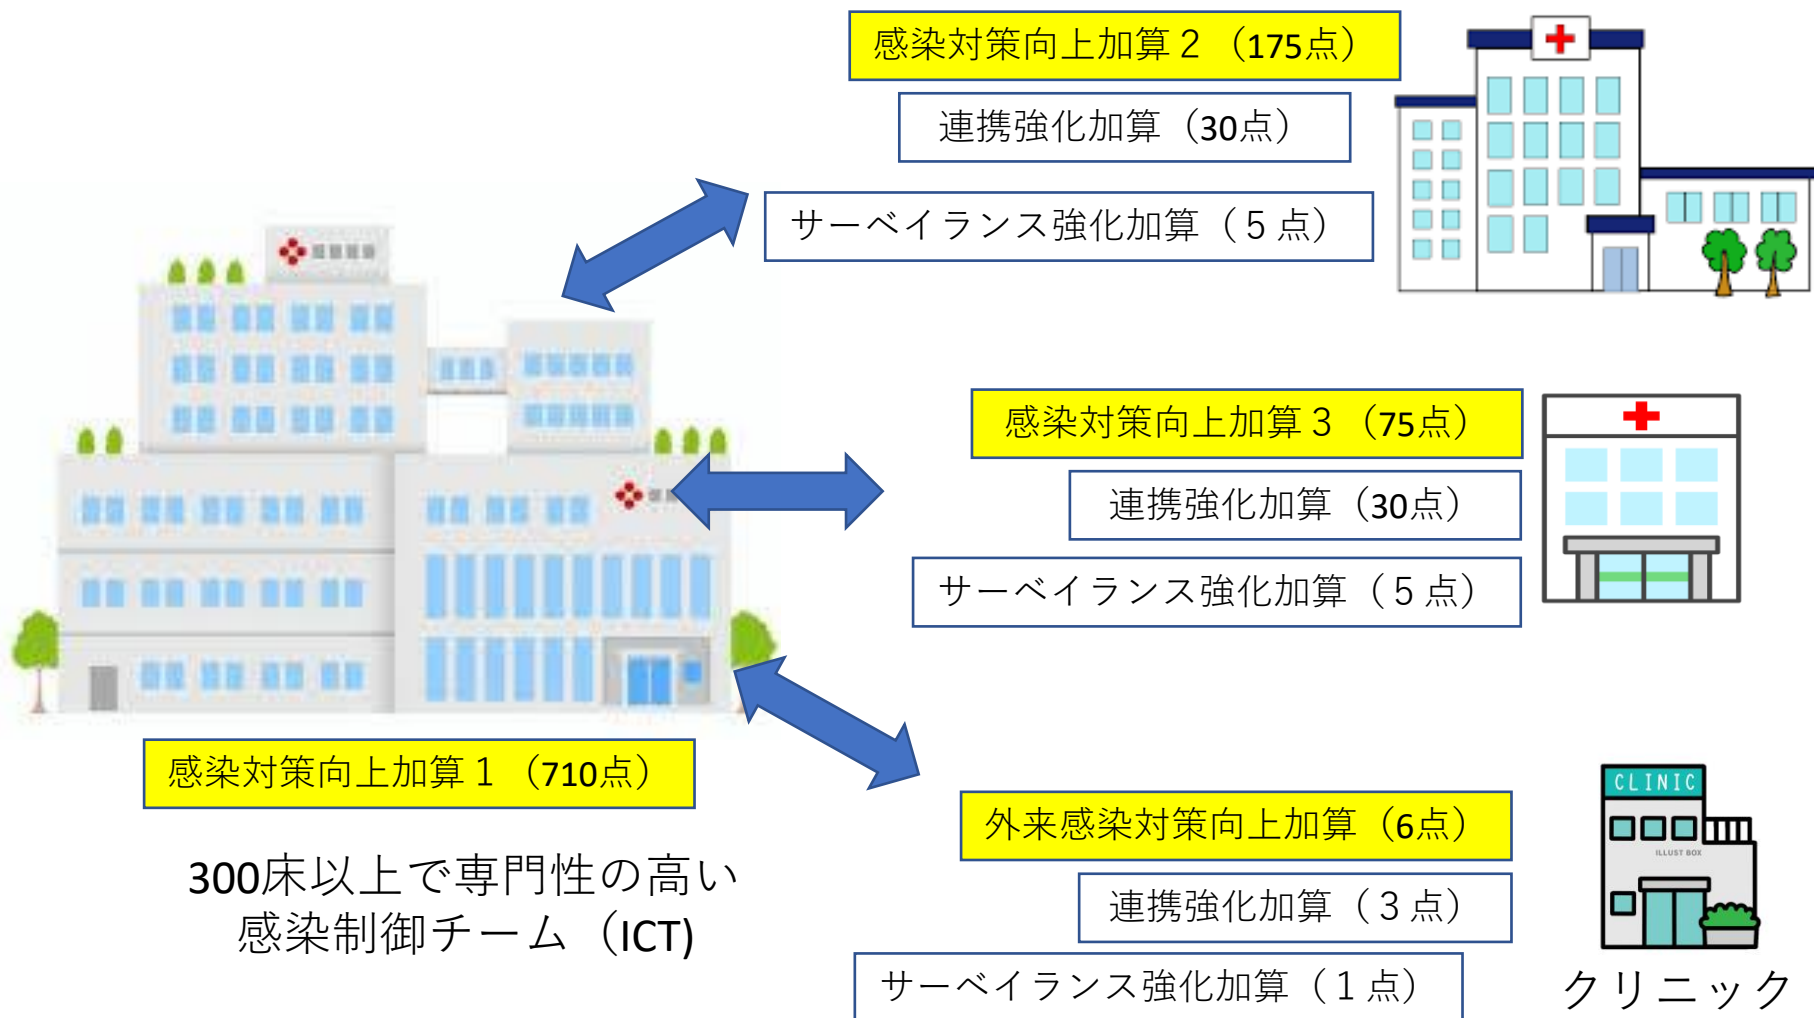 感染対策向上加算２（175点）
連携強化加算（30点）
サーベイランス強化加算（５点）
感染対策向上加算３（75点）
連携強化加算（30点）
サーベイランス強化加算（５点）
感染対策向上加算１（710点）
300床以上で専門性の高い
感染制御チーム（ICT)
外来感染対策向上加算（6点）
連携強化加算（３点）
サーベイランス強化加算（１点）
CLINIC
ILLUST BOX
クリニック